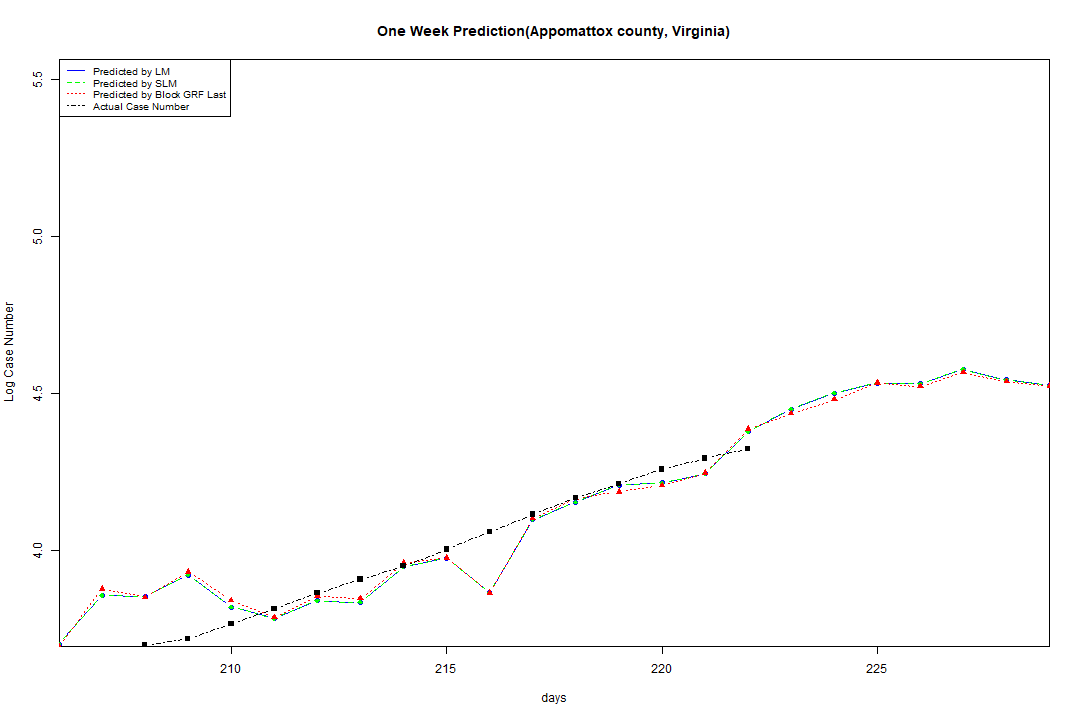 One Week Prediction(Appomattox county, Virginia)
Predicted by LM
Predicted by SLM
Predicted by Block GRF Last
Actual Case Number
5.5
5.0
4.5
4.0
Log Case Number
210 215 220 225
days